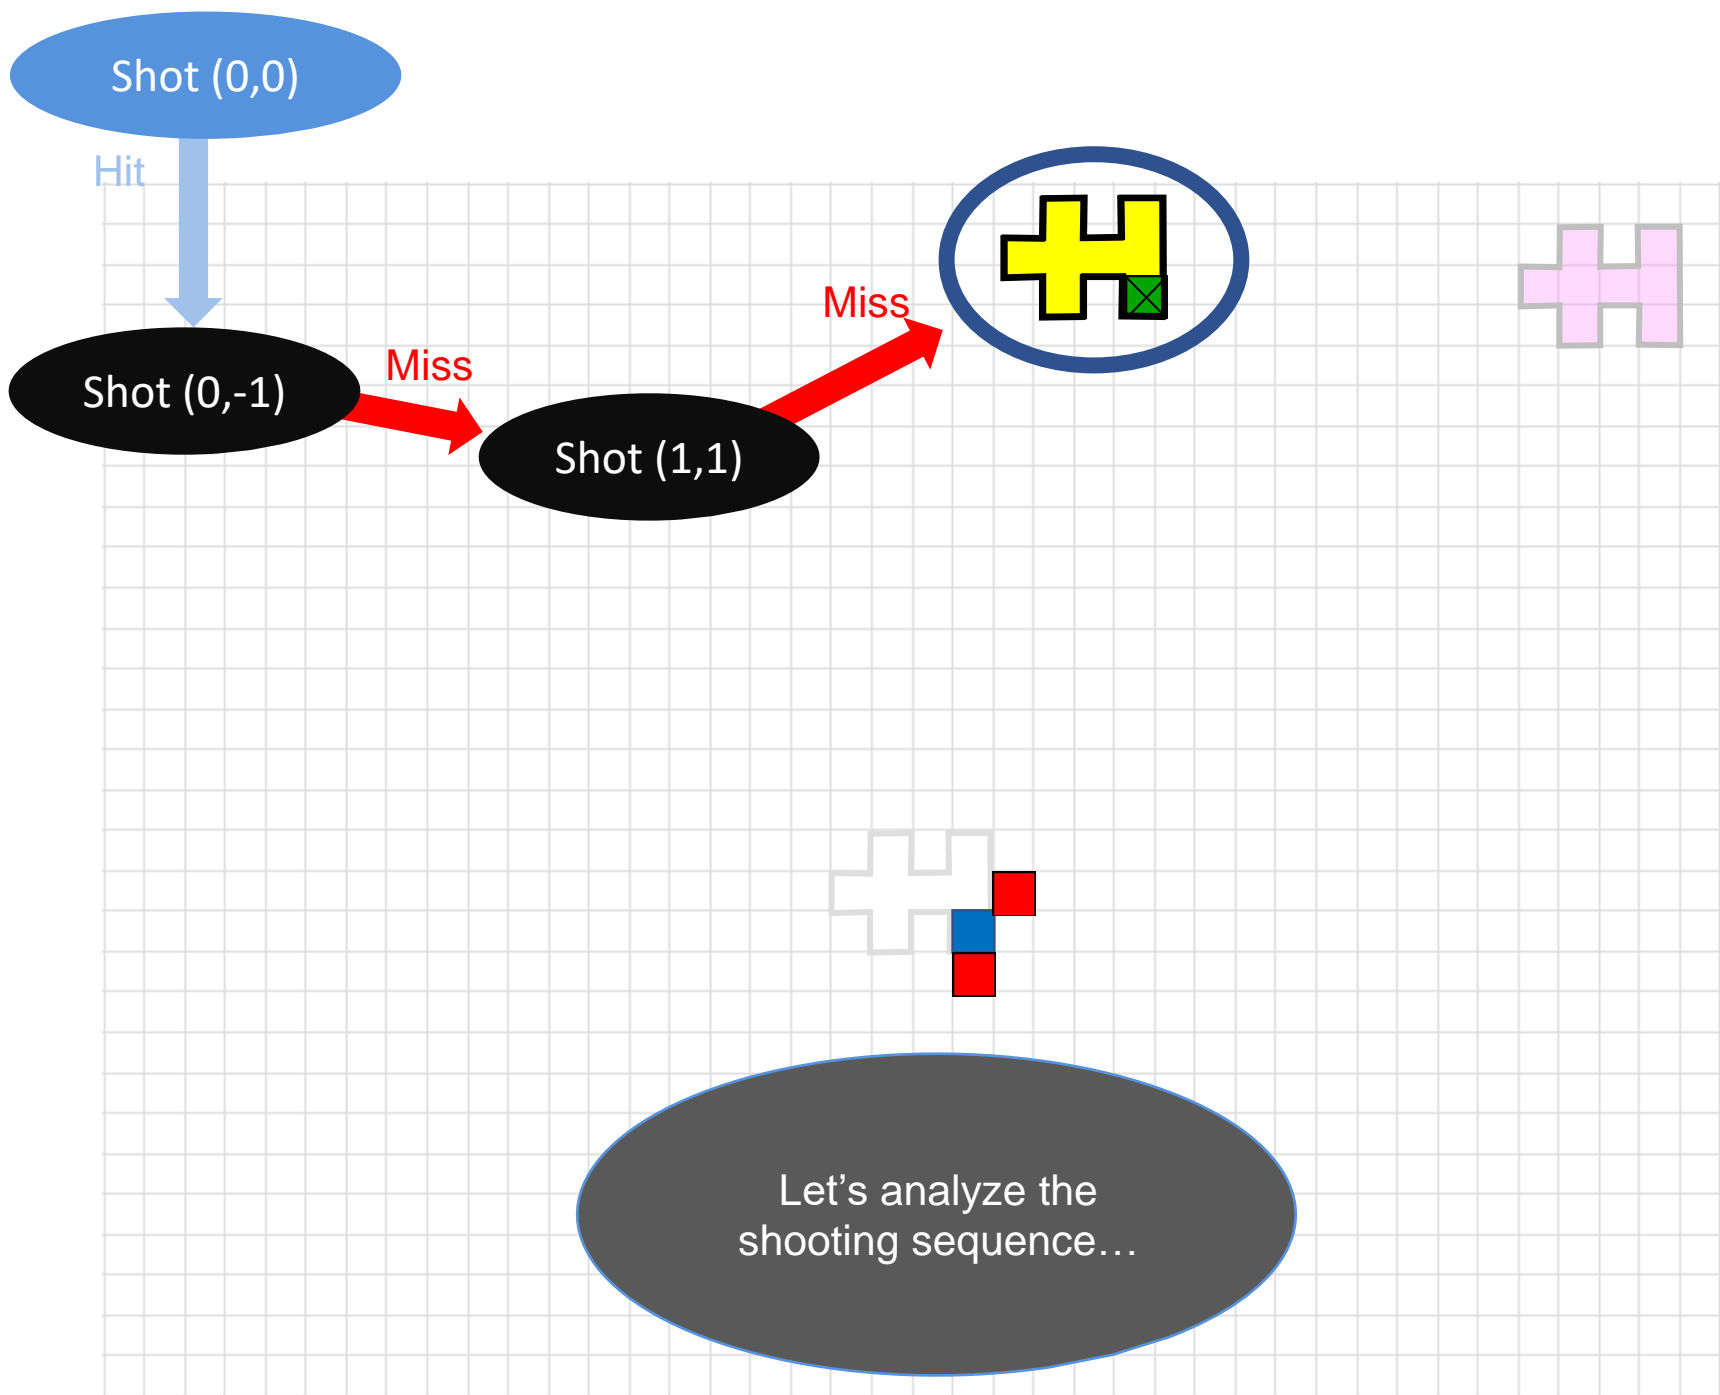 Shot (0,0)
Hit
Miss
Shot (0,-1)
Miss
Shot (1,1)
Let’s analyze the
shooting sequence…